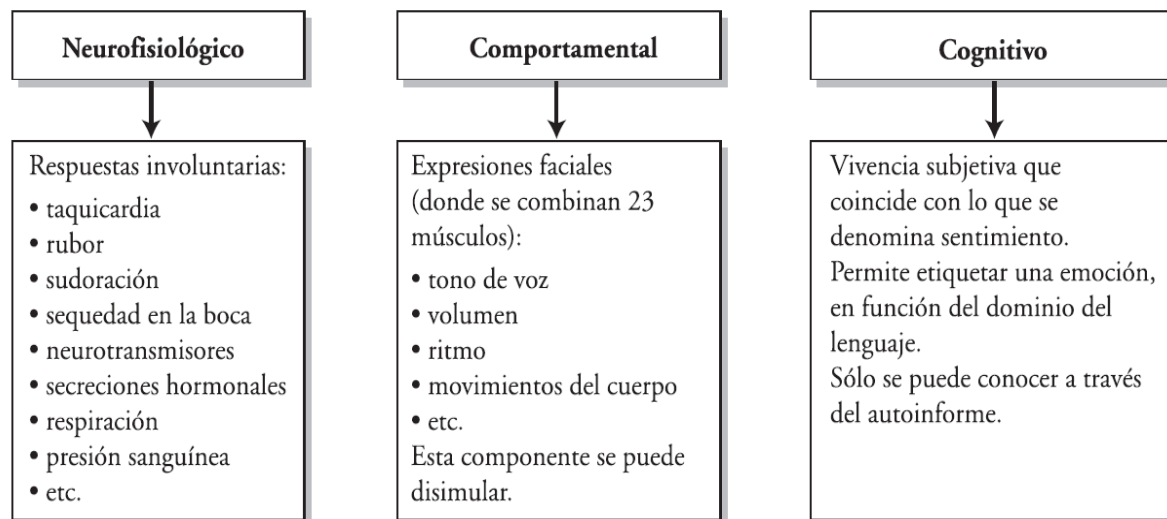 Neurofisiológico
Respuestas involuntarias:
• taquicardia
• rubor
• sudoración
• sequedad en la boca
• neurotransmisores
• secreciones hormonales
• respiración
• presión sanguínea
• etc.
Comportamental
Expresiones faciales
(donde se combinan 23
músculos):
• tono de voz
• volumen
• ritmo
• movimientos del cuerpo
• etc.
Esta componente se puede
disimular.
Cognitivo
Vivencia subjetiva que
coincide con lo que se
denomina sentimiento.
Permite etiquetar una emoción,
en función del dominio del
lenguaje.
Sólo se puede conocer a través
del autoinforme.